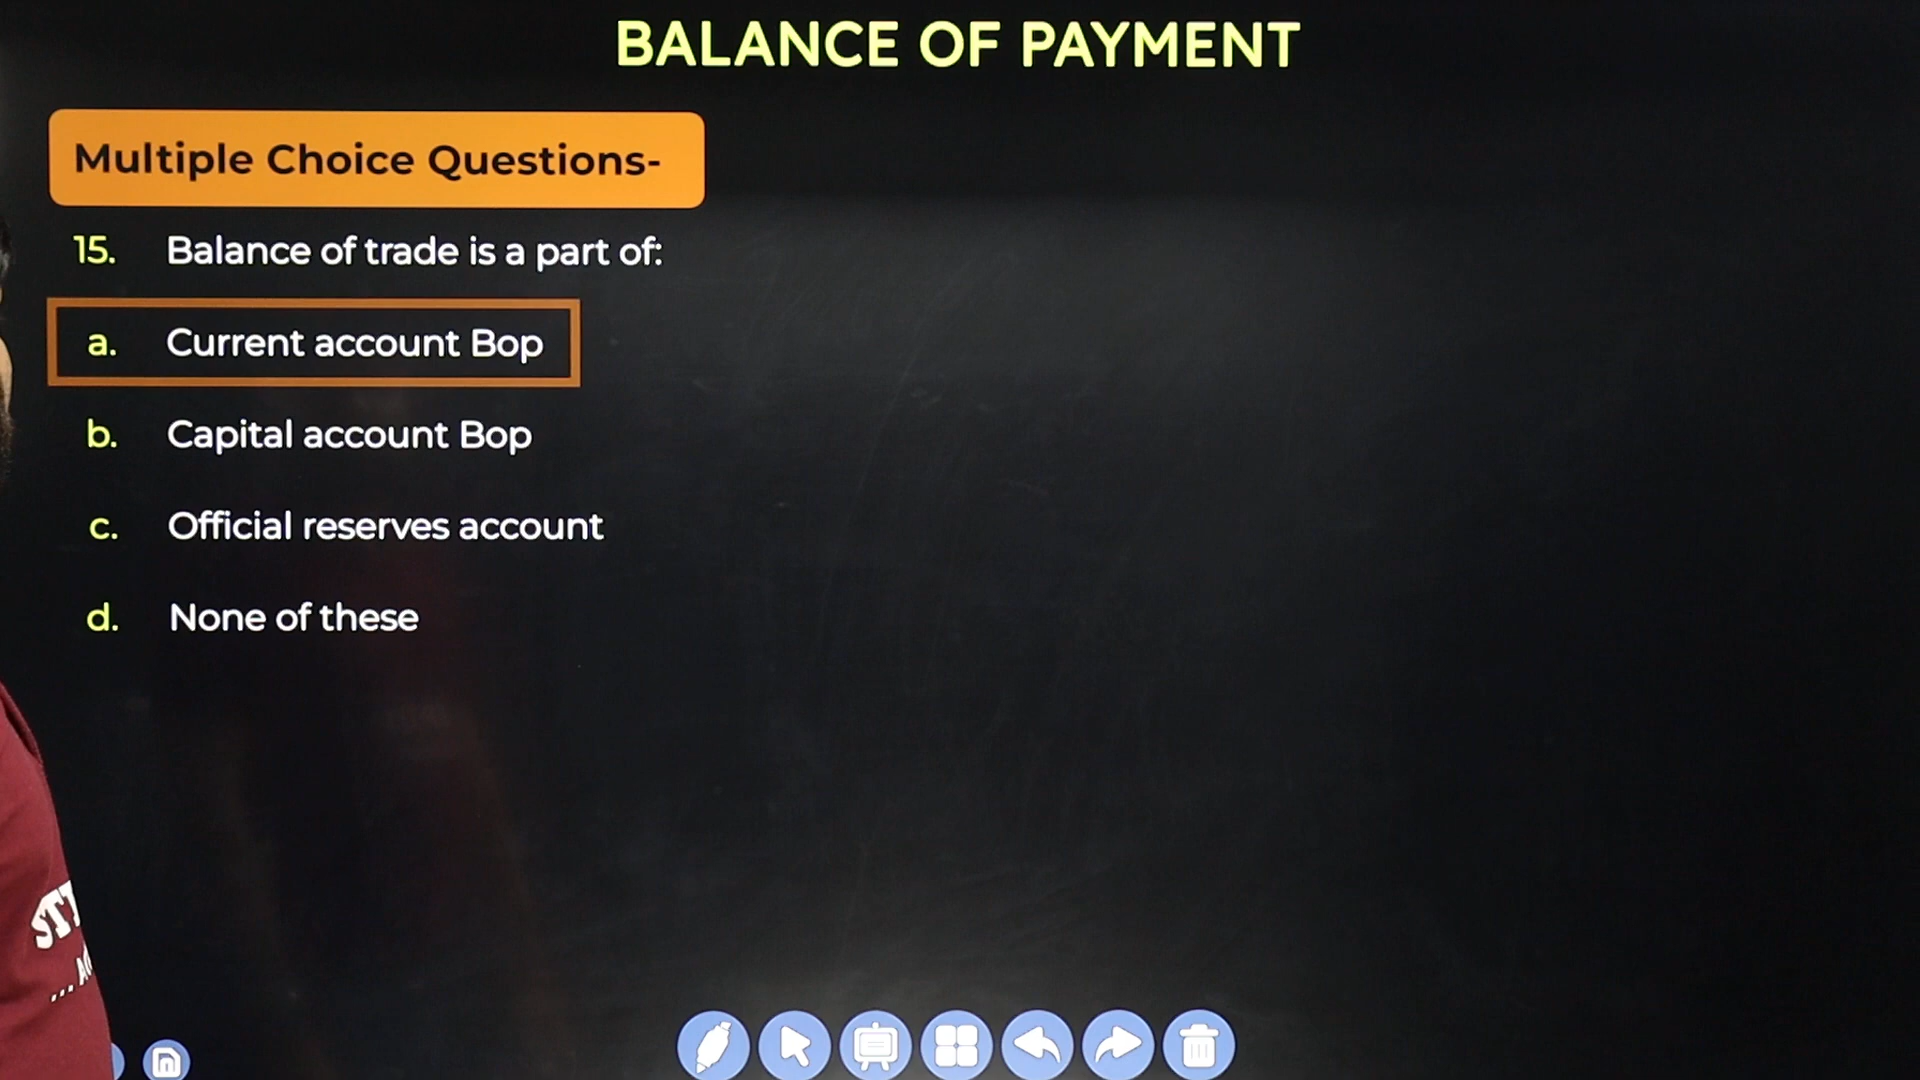 BALANCE OF PAYMENT
Multiple Choice Questions-
15. Balance of trade is a part of:
a. Current account Bop
b. Capital account Bop
c. Official reserves account
d. None of these